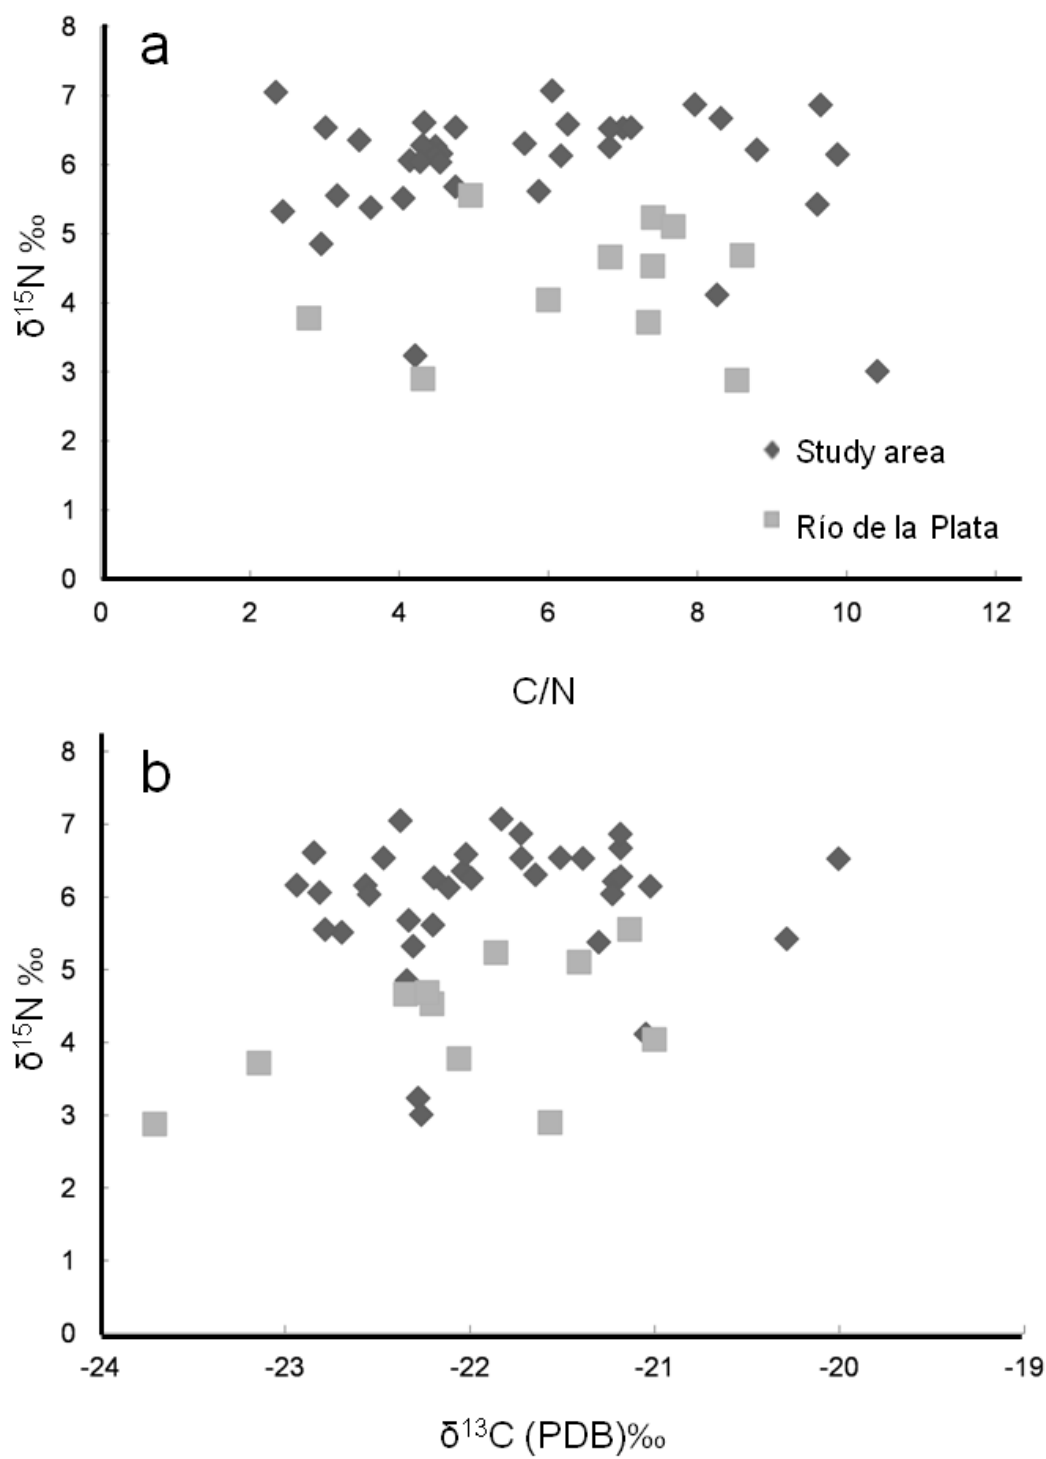 8
a
7
6
5
4
3
2
1
0
δ¹⁵N ‰
Study area
Río de la Plata
0 2 4 6 8 10 12
C/N
8
b
7
6
5
4
3
2
1
0
δ¹⁵N ‰
-24 -23 -22 -21 -20 -19
δ¹³C (PDB)‰